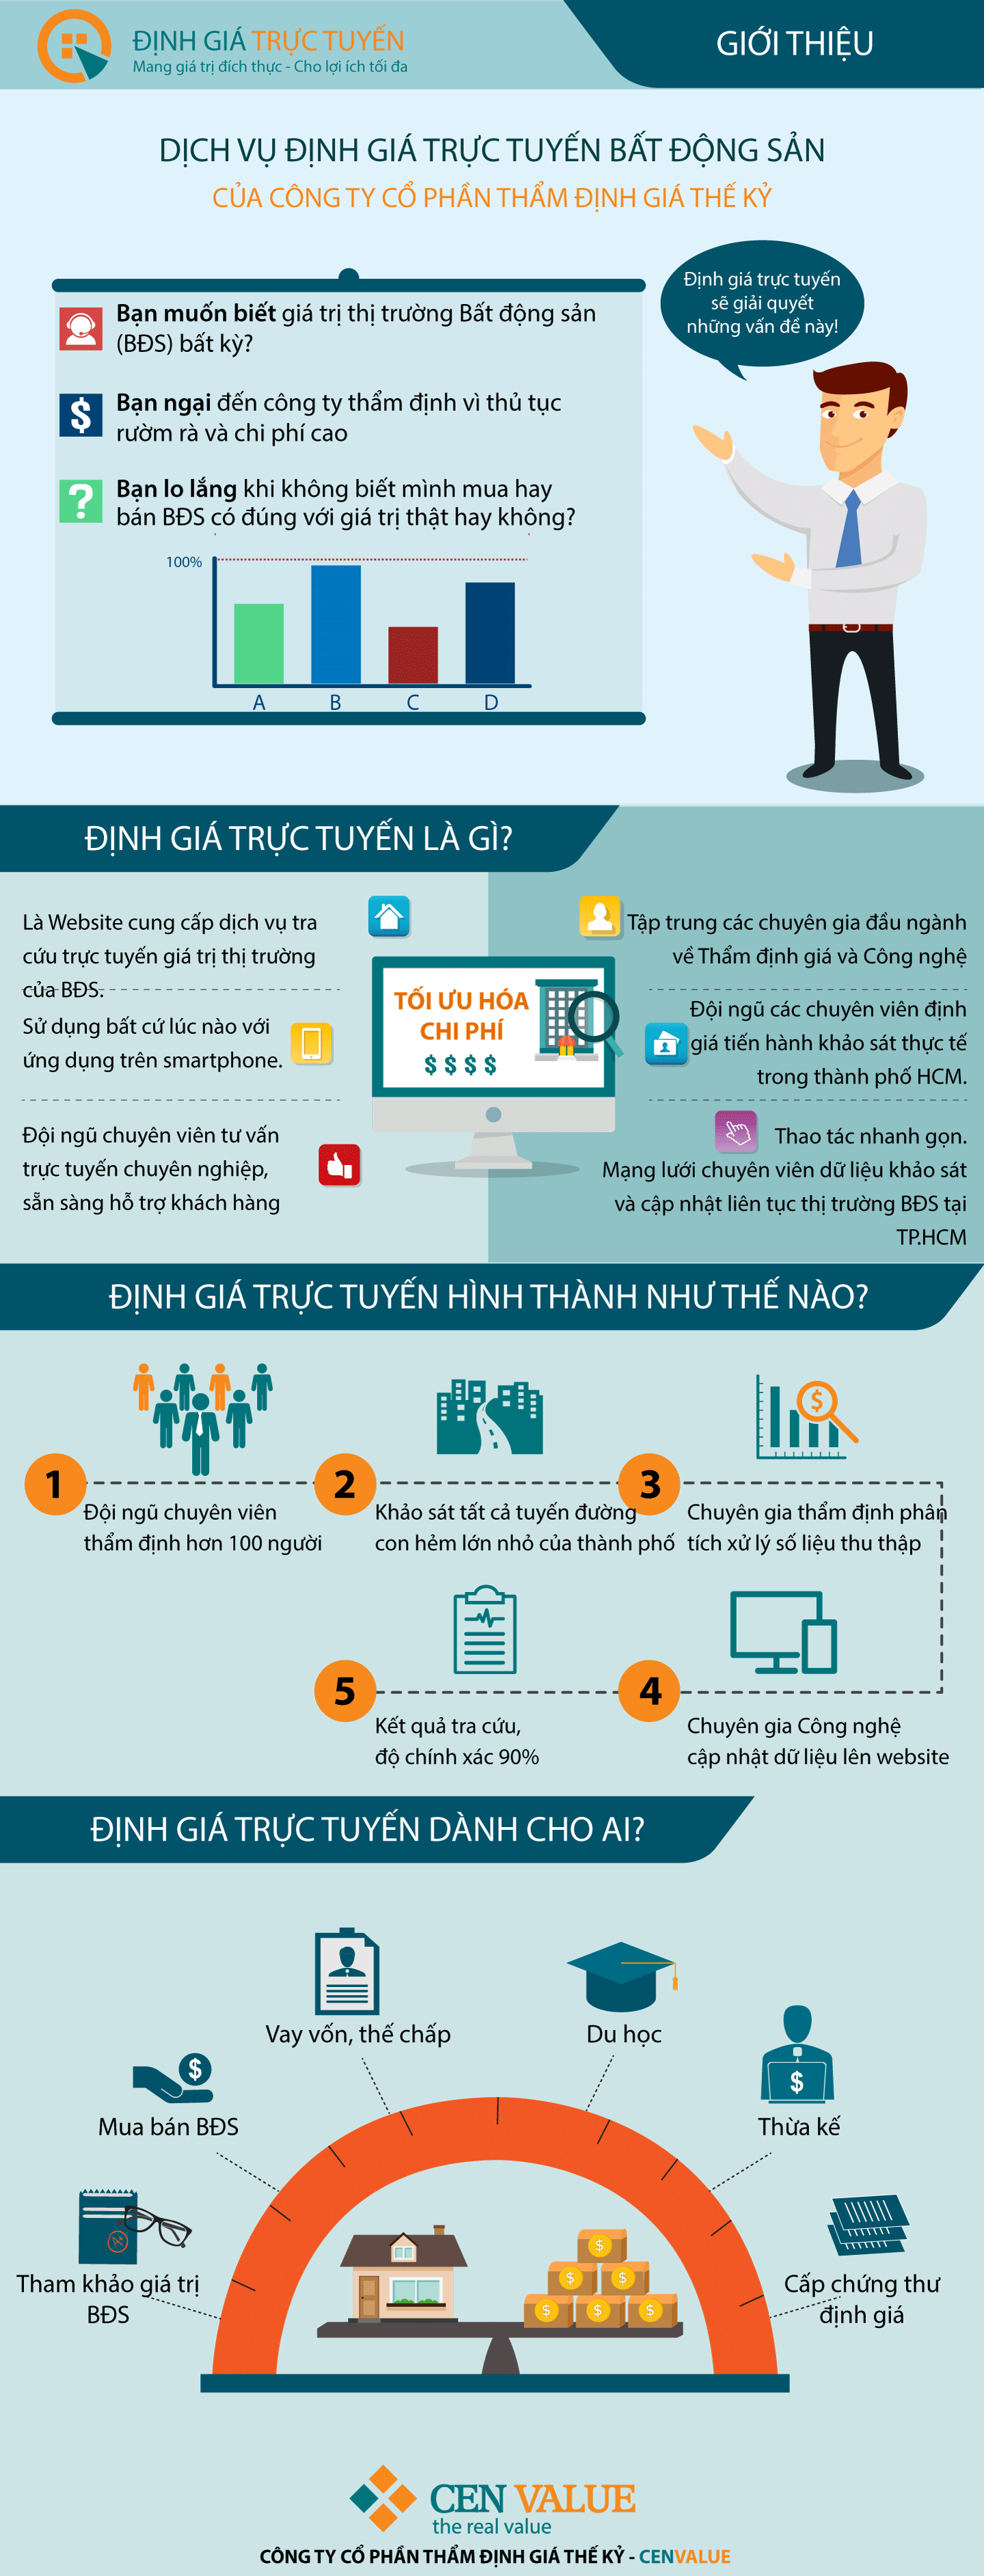 ĐỊNH GIÁ TRỰC TUYẾN
Mang giá trị đích thực - Cho lợi ích tối đa
GIỚI THIỆU
DỊCH VỤ ĐỊNH GIÁ TRỰC TUYẾN BẤT ĐỘNG SẢN
CỦA CÔNG TY CỔ PHẦN THẨM ĐỊNH GIÁ THẾ KỶ
Định giá trực tuyến
sẽ giải quyết
những vấn đề này!
Bạn muốn biết giá trị thị trường Bất động sản
(BĐS) bất kỳ?
$
Bạn ngại đến công ty thẩm định vì thủ tục
rườm rà và chi phí cao
?
Bạn lo lắng khi không biết mình mua hay
bán BĐS có đúng với giá trị thật hay không?
100%
A B C D
ĐỊNH GIÁ TRỰC TUYẾN LÀ GÌ?
Là Website cung cấp dịch vụ tra
cứu trực tuyến giá trị thị trường
của BĐS.
Sử dụng bất cứ lúc nào với
ứng dụng trên smartphone.
Đội ngũ chuyên viên tư vấn
trực tuyến chuyên nghiệp,
sẵn sàng hỗ trợ khách hàng
TỐI ƯU HÓA
CHI PHÍ
$ $ $ $
Tập trung các chuyên gia đầu ngành
về Thẩm định giá và Công nghệ
Đội ngũ các chuyên viên định
giá tiến hành khảo sát thực tế
trong thành phố HCM.
Thao tác nhanh gọn.
Mạng lưới chuyên viên dữ liệu khảo sát
và cập nhật liên tục thị trường BĐS tại
TP.HCM
ĐỊNH GIÁ TRỰC TUYẾN HÌNH THÀNH NHƯ THẾ NÀO?
$
1
Đội ngũ chuyên viên
thẩm định hơn 100 người
2
Khảo sát tất cả tuyến đường
con hẻm lớn nhỏ của thành phố
3
Chuyên gia thẩm định phân
tích xử lý số liệu thu thập
4
Chuyên gia Công nghệ
cập nhật dữ liệu lên website
5
Kết quả tra cứu,
độ chính xác 90%
ĐỊNH GIÁ TRỰC TUYẾN DÀNH CHO AI?
Vay vốn, thế chấp
Du học
$
Mua bán BĐS
$
Thừa kế
A+
Tham khảo giá trị
BĐS
Cấp chứng thư
định giá
$
$ $
$ $ $
CEN VALUE
the real value
CÔNG TY CỔ PHẦN THẨM ĐỊNH GIÁ THẾ KỶ - CENVALUE